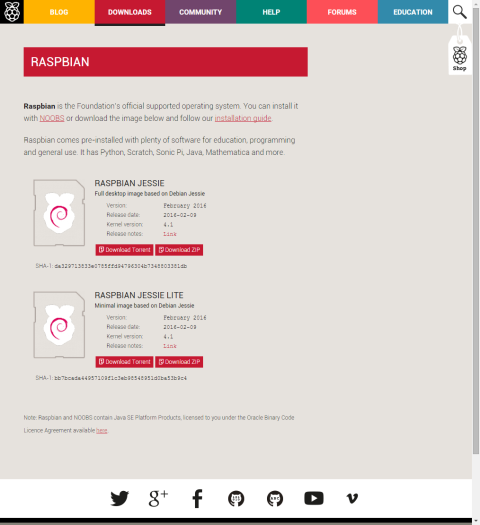 BLOG
DOWNLOADS
COMMUNITY
HELP
FORUMS
EDUCATION
Shop
RASPBIAN
Raspbian is the Foundation's official supported operating system. You can install it
with NOOBS or download the image below and follow our installation guide.
Raspbian comes pre-installed with plenty of software for education, programming
and general use. It has Python, Scratch, Sonic Pi, Java, Mathematica and more.
RASPBIAN JESSIE
Full desktop image based on Debian Jessie
Version: February 2016
Release date: 2016-02-09
Kernel version: 4.1
Release notes: Link
Download Torrent Download ZIP
SHA-1:
RASPBIAN JESSIE LITE
Minimal image based on Debian Jessie
Version: February 2016
Release date: 2016-02-09
Kernel version: 4.1
Release notes: Link
Download Torrent Download ZIP
SHA-1:
Note: Raspbian and NOOBS contain Java SE Platform Products, licensed to you under the Oracle Binary Code
Licence Agreement available here.
g+